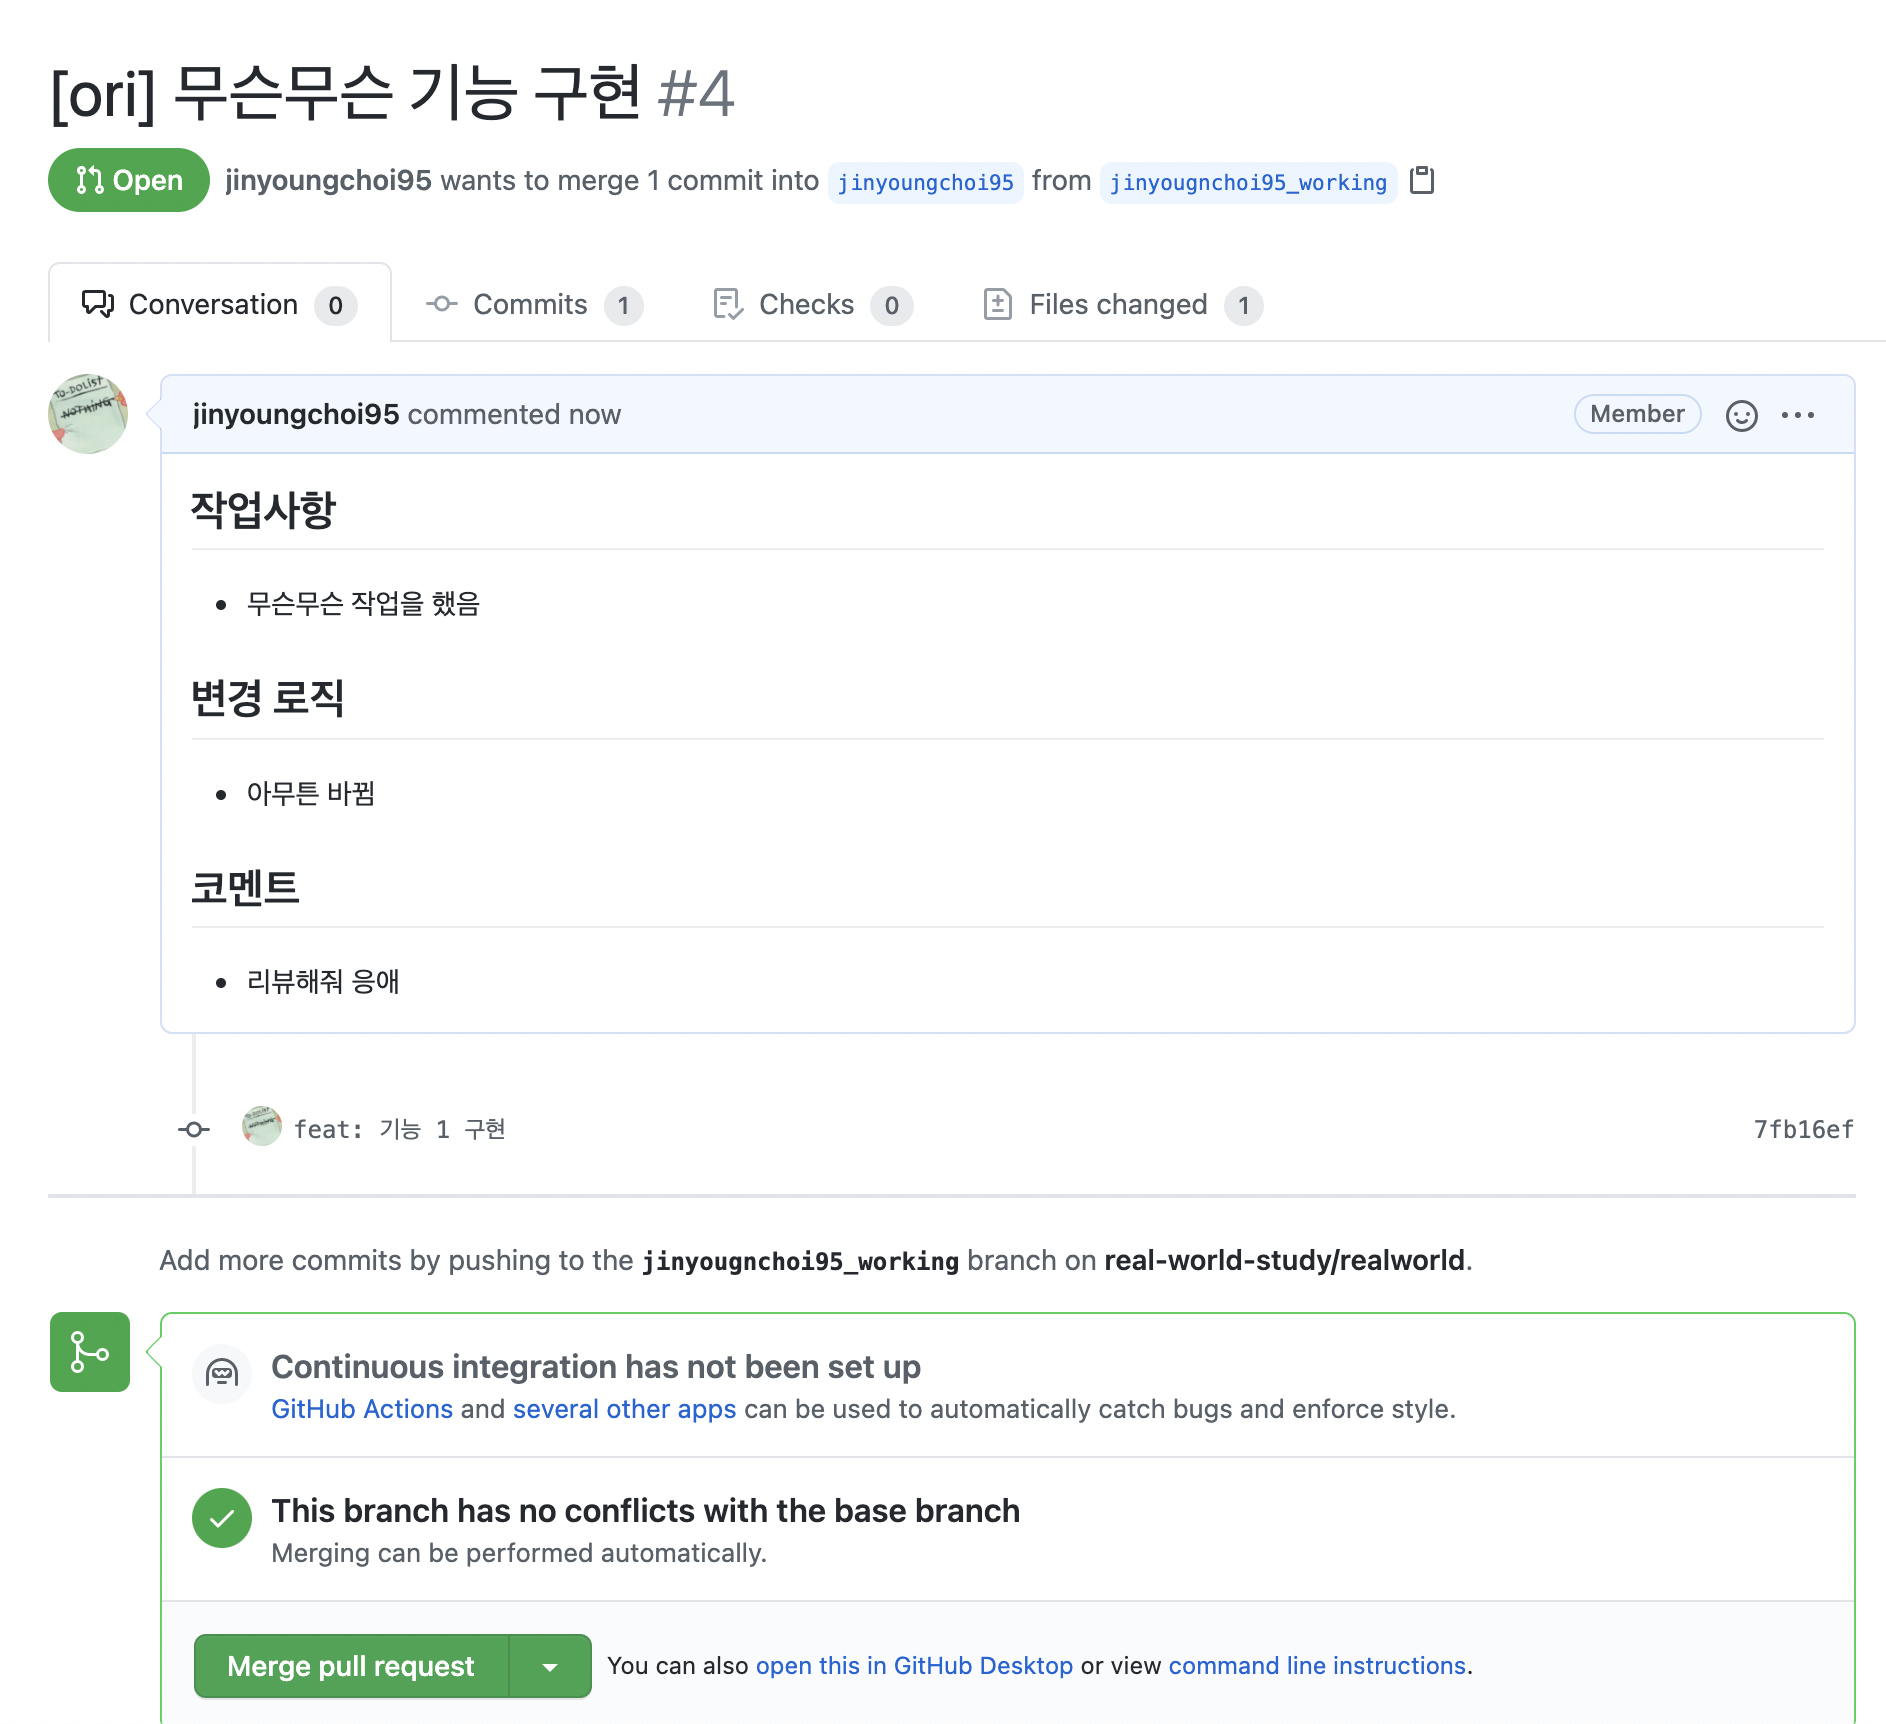 [ori] 무슨무슨 기능 구현 #4
Open jinyoungchoi95 wants to merge 1 commit into jinyoungchoi95 from jinyougnchoi95_working
Conversation 0 Commits 1 Checks 0 Files changed 1
TO-DOLIST
NOTHING
jinyoungchoi95 commented now Member
작업사항
무슨무슨 작업을 했음
변경 로직
아무튼 바뀜
코멘트
리뷰해줘 응애
feat: 기능 1 구현 7fb16ef
Add more commits by pushing to the jinyougnchoi95_working branch on real-world-study/realworld.
Continuous integration has not been set up
GitHub Actions and several other apps can be used to automatically catch bugs and enforce style.
This branch has no conflicts with the base branch
Merging can be performed automatically.
Merge pull request You can also open this in GitHub Desktop or view command line instructions.